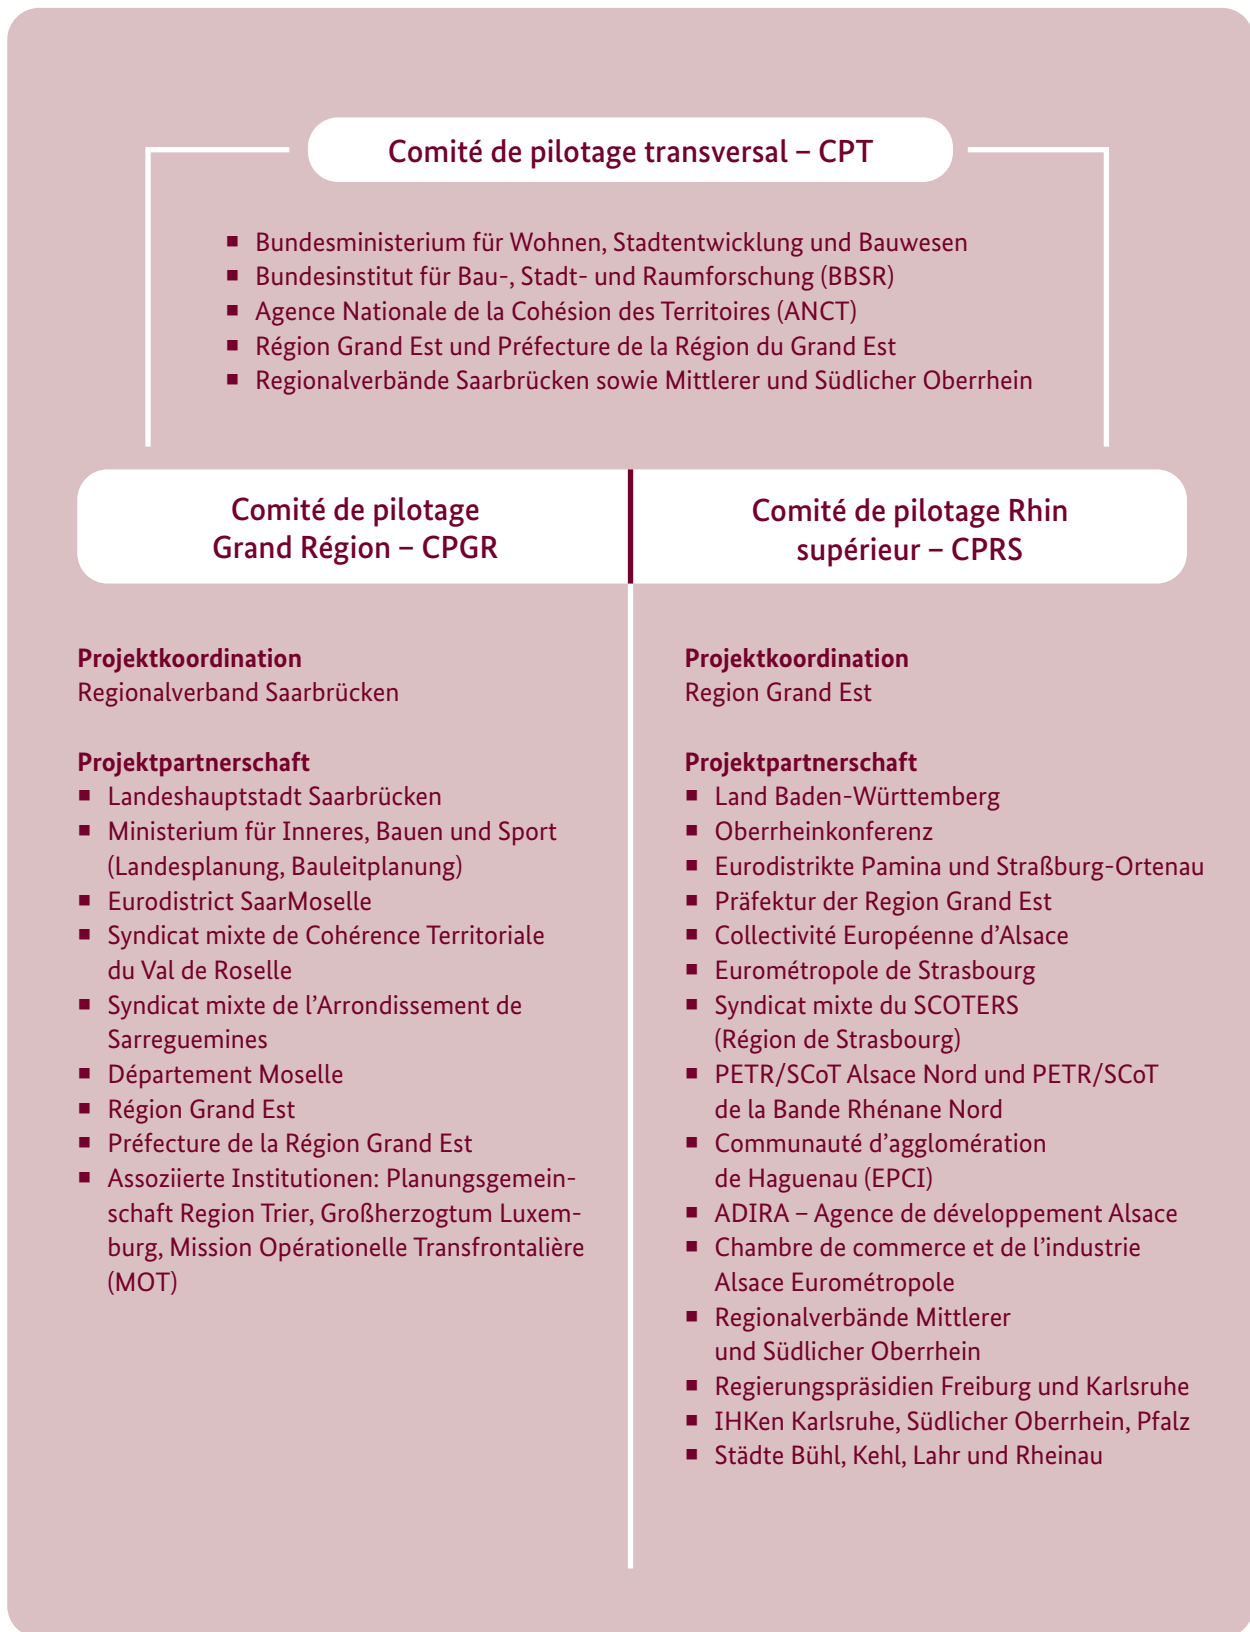 Comité de pilotage transversal – CPT
■ Bundesministerium für Wohnen, Stadtentwicklung und Bauwesen
■ Bundesinstitut für Bau-, Stadt- und Raumforschung (BBSR)
■ Agence Nationale de la Cohésion des Territoires (ANCT)
■ Région Grand Est und Préfecture de la Région du Grand Est
■ Regionalverbände Saarbrücken sowie Mittlerer und Südlicher Oberrhein
Comité de pilotage
Grand Région – CPGR
Projektkoordination
Regionalverband Saarbrücken
Projektpartnerschaft
■ Landeshauptstadt Saarbrücken
■ Ministerium für Inneres, Bauen und Sport
(Landesplanung, Bauleitplanung)
■ Eurodistrict SaarMoselle
■ Syndicat mixte de Cohérence Territoriale
du Val de Roselle
■ Syndicat mixte de l’Arrondissement de
Sarreguemines
■ Département Moselle
■ Région Grand Est
■ Préfecture de la Région Grand Est
■ Assoziierte Institutionen: Planungsgemein-
schaft Region Trier, Großherzogtum Luxem-
burg, Mission Opérationelle Transfrontalière
(MOT)
Comité de pilotage Rhin
supérieur – CPRS
Projektkoordination
Region Grand Est
Projektpartnerschaft
■ Land Baden-Württemberg
■ Oberrheinkonferenz
■ Eurodistrikte Pamina und Straßburg-Ortenau
■ Präfektur der Region Grand Est
■ Collectivité Européenne d’Alsace
■ Eurométropole de Strasbourg
■ Syndicat mixte du SCOTERS
(Région de Strasbourg)
■ PETR/SCoT Alsace Nord und PETR/SCoT
de la Bande Rhénane Nord
■ Communauté d’agglomération
de Haguenau (EPCI)
■ ADIRA – Agence de développement Alsace
■ Chambre de commerce et de l’industrie
Alsace Eurométropole
■ Regionalverbände Mittlerer
und Südlicher Oberrhein
■ Regierungspräsidien Freiburg und Karlsruhe
■ IHKen Karlsruhe, Südlicher Oberrhein, Pfalz
■ Städte Bühl, Kehl, Lahr und Rheinau